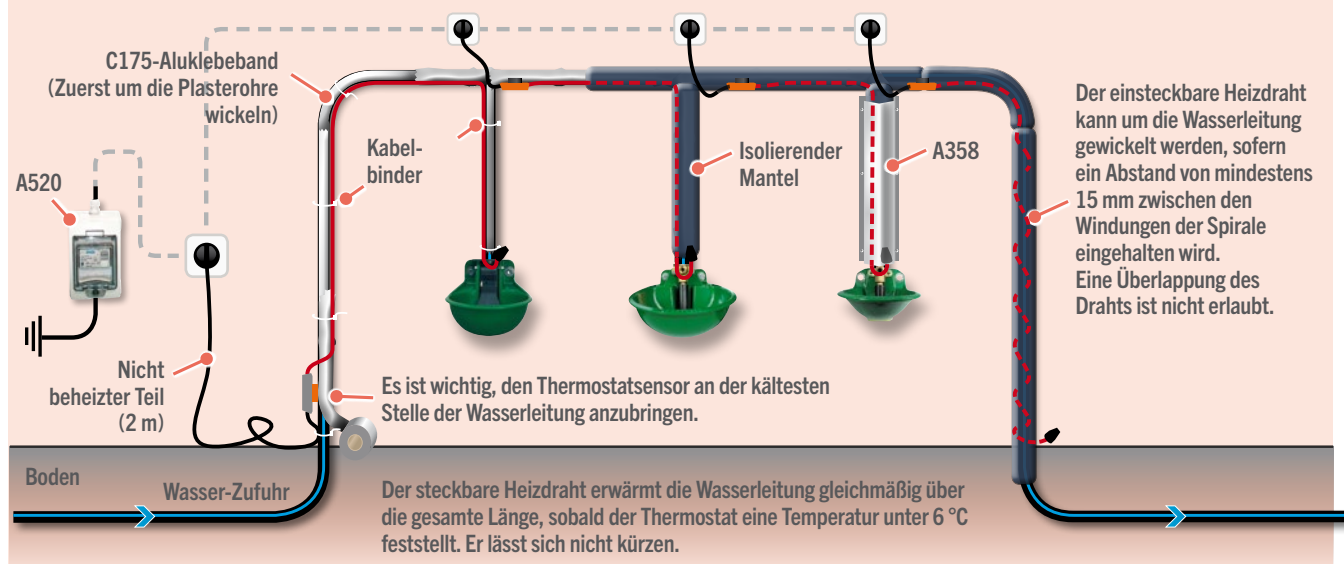 C175-Aluklebeband
(Zuerst um die Plasterohre
wickeln)
A520
Kabel-
binder
Isolierender
Mantel
A358
Der einsteckbare Heizdraht
kann um die Wasserleitung
gewickelt werden, sofern
ein Abstand von mindestens
15 mm zwischen den
Windungen der Spirale
eingehalten wird.
Eine Überlappung des
Drahts ist nicht erlaubt.
Nicht
beheizter Teil
(2 m)
Es ist wichtig, den Thermostatsensor an der kältesten
Stelle der Wasserleitung anzubringen.
Boden
Wasser-Zufuhr
Der steckbare Heizdraht erwärmt die Wasserleitung gleichmäßig über
die gesamte Länge, sobald der Thermostat eine Temperatur unter 6 °C
feststellt. Er lässt sich nicht kürzen.